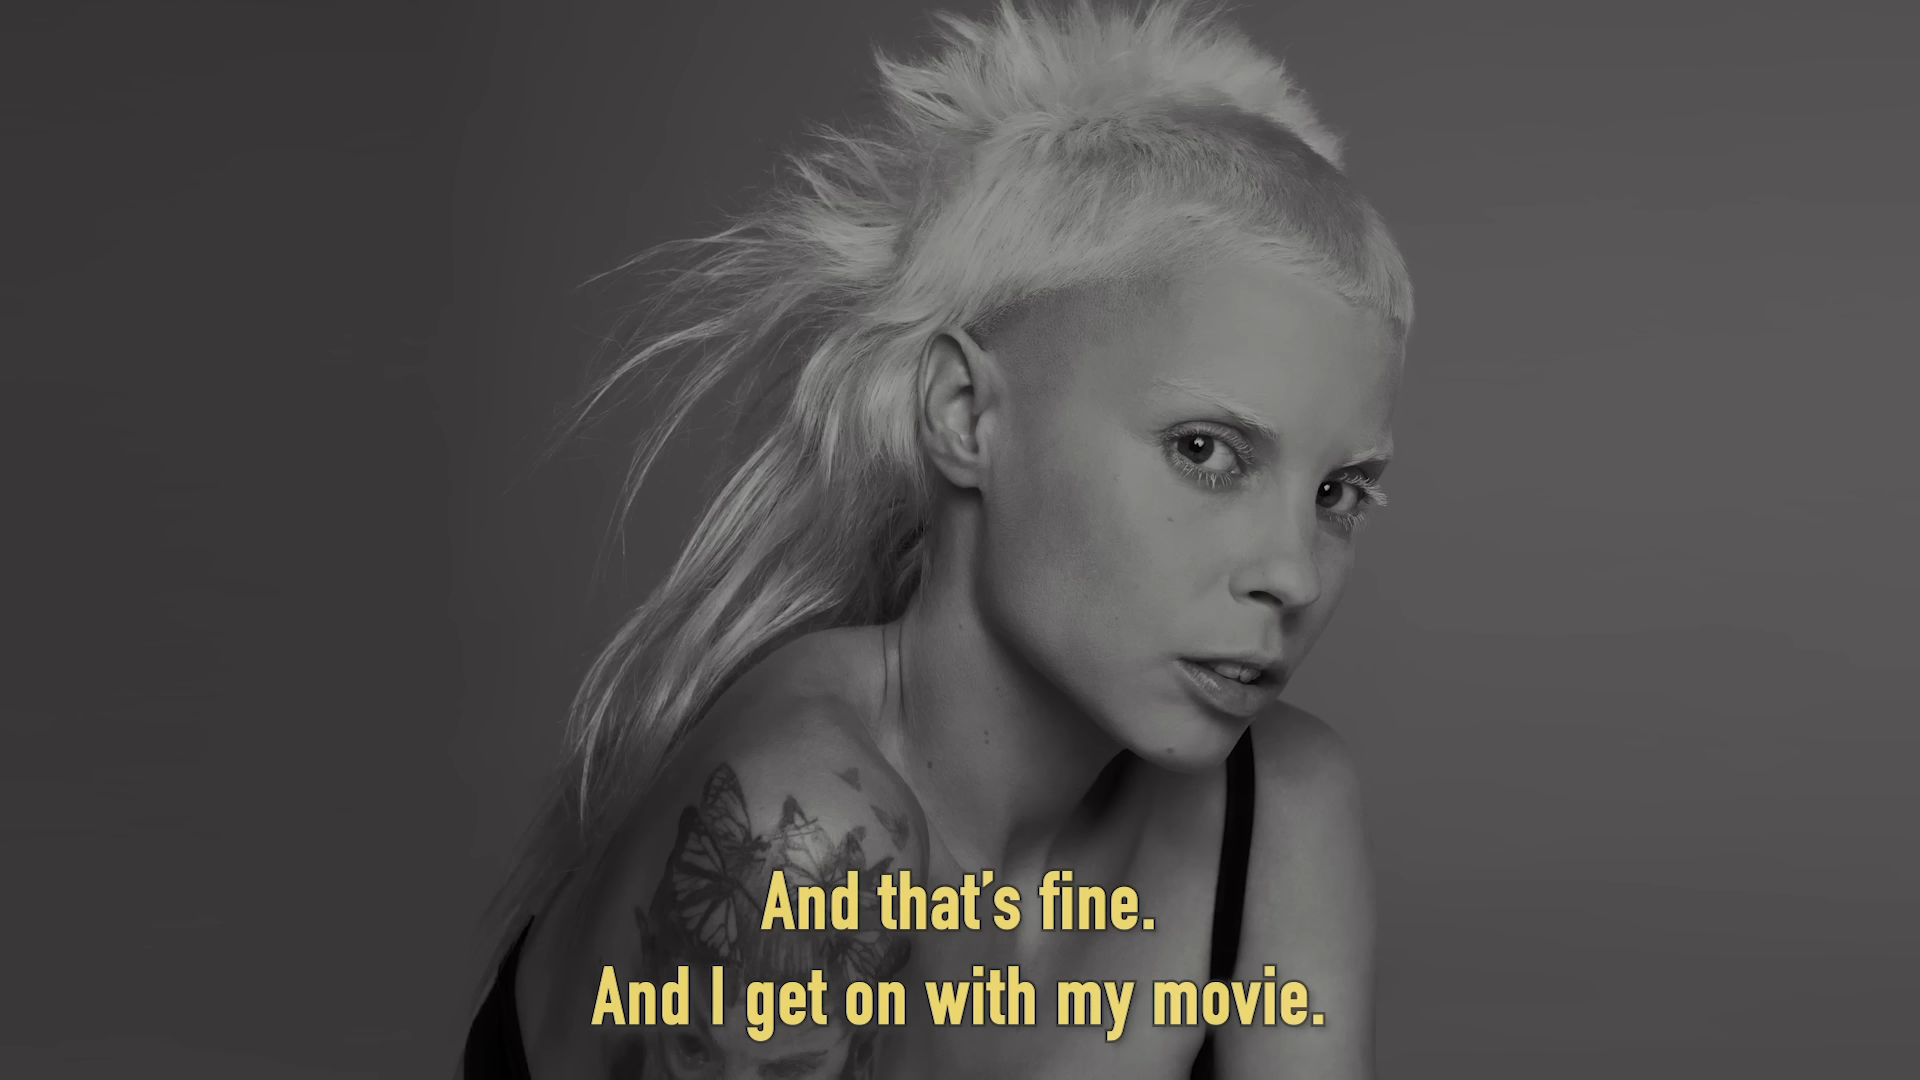 And that’s fine.
And I get on with my movie.